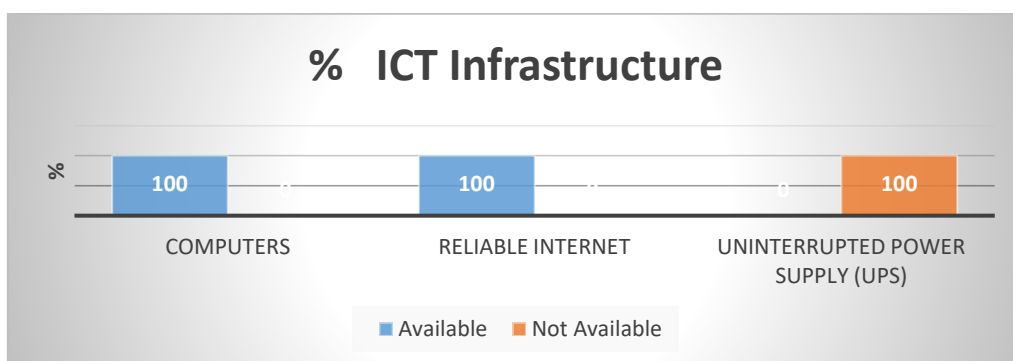 % ICT Infrastructure
%
100 0 100 0 0 100
COMPUTERS RELIABLE INTERNET UNINTERRUPTED POWER
SUPPLY (UPS)
Available Not Available